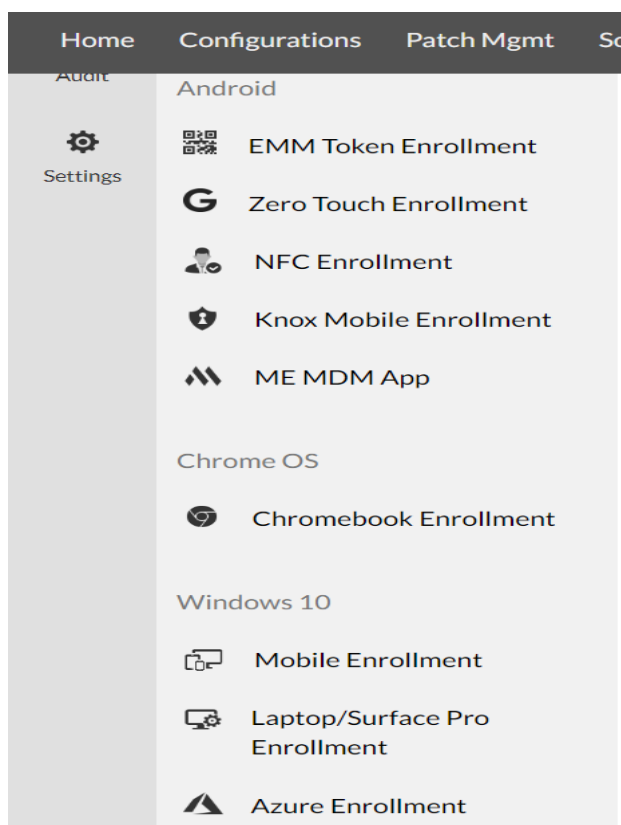 Home Configurations Patch Mgmt Sc
Audit
Settings
Android
EMM Token Enrollment
G Zero Touch Enrollment
NFC Enrollment
Knox Mobile Enrollment
ME MDM App
Chrome OS
Chromebook Enrollment
Windows 10
Mobile Enrollment
Laptop/Surface Pro
Enrollment
Azure Enrollment